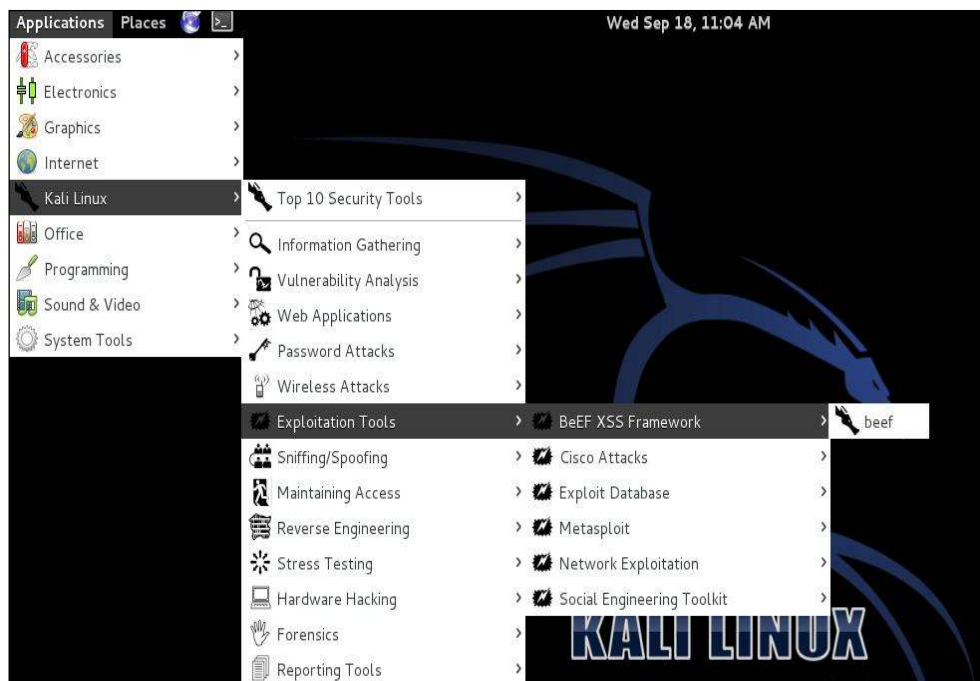 Applications Places Wed Sep 18, 11:04 AM
Accessories
Electronics
Graphics
Internet
Kali Linux
Office
Programming
Sound & Video
System Tools
Top 10 Security Tools
Information Gathering
Vulnerability Analysis
Web Applications
Password Attacks
Wireless Attacks
Exploitation Tools
Sniffing/Spoofing
Maintaining Access
Reverse Engineering
Stress Testing
Hardware Hacking
Forensics
Reporting Tools
BeEF XSS Framework
Cisco Attacks
Exploit Database
Metasploit
Network Exploitation
Social Engineering Toolkit
beef
KALI LINUX